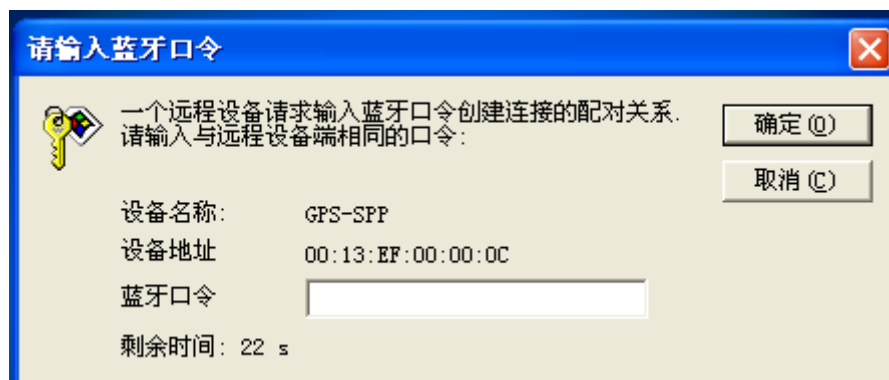 请输入蓝牙口令
一个远程设备请求输入蓝牙口令创建连接的配对关系.
请输入与远程设备端相同的口令:
确定(O)
取消(C)
设备名称: GPS-SPP
设备地址 00:13:EF:00:00:0C
蓝牙口令
剩余时间: 22 s